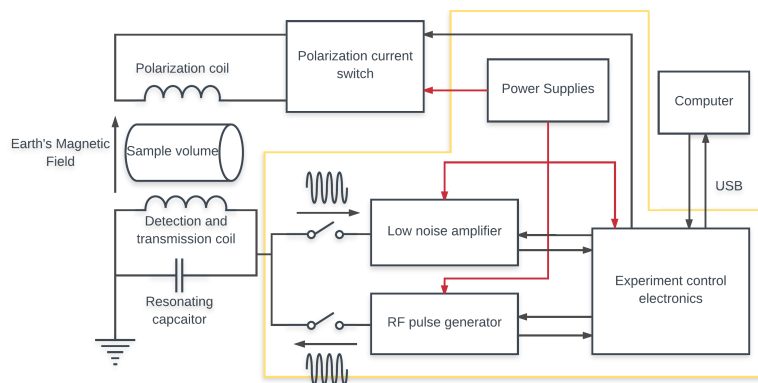 Polarization current
switch
Polarization coil
Power Supplies
Computer
Earth's Magnetic
Field
Sample volume
USB
Detection and
transmission coil
Low noise amplifier
Experiment control
electronics
Resonating
capcaitor
RF pulse generator